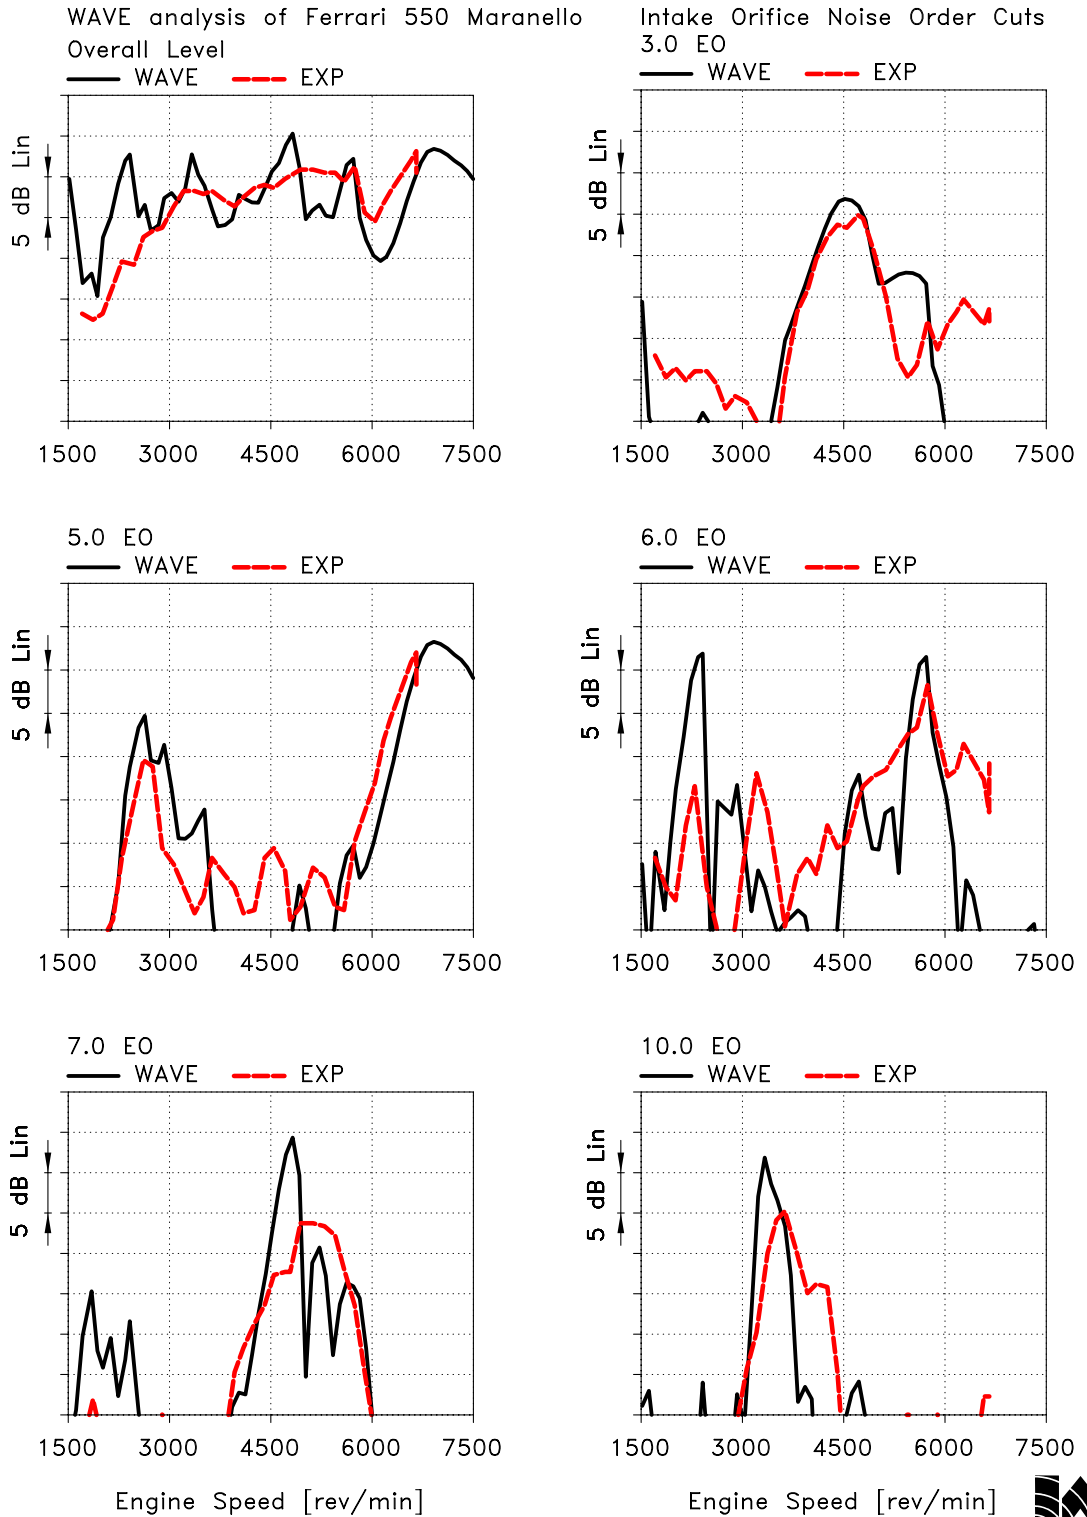 WAVE analysis of Ferrari 550 Maranello
Intake Orifice Noise Order Cuts
Overall Level
WAVE EXP
5 dB Lin
1500 3000 4500 6000 7500
3.0 EO
WAVE EXP
5 dB Lin
1500 3000 4500 6000 7500
5.0 EO
WAVE EXP
5 dB Lin
1500 3000 4500 6000 7500
6.0 EO
WAVE EXP
5 dB Lin
1500 3000 4500 6000 7500
7.0 EO
WAVE EXP
5 dB Lin
1500 3000 4500 6000 7500
Engine Speed [rev/min]
10.0 EO
WAVE EXP
5 dB Lin
1500 3000 4500 6000 7500
Engine Speed [rev/min]